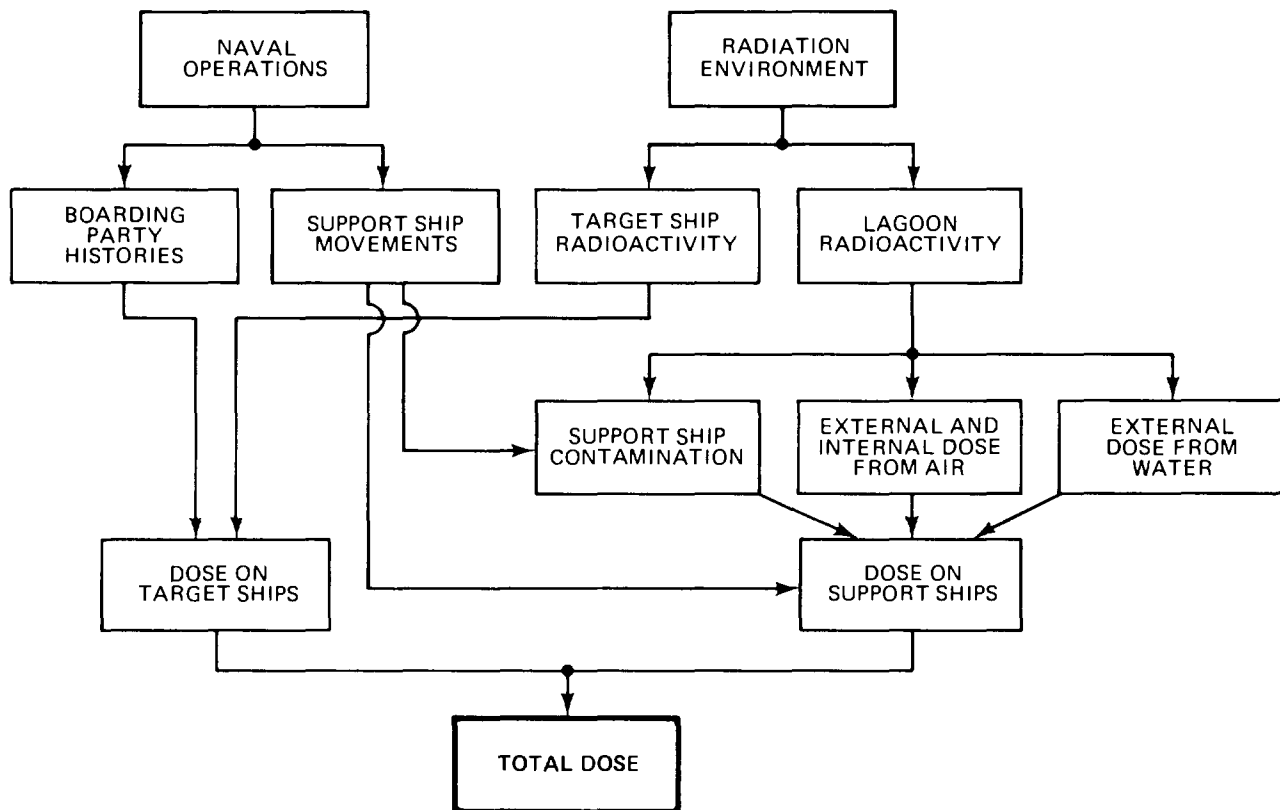 NAVAL
OPERATIONS
RADIATION
ENVIRONMENT
BOARDING
PARTY
HISTORIES
SUPPORT SHIP
MOVEMENTS
TARGET SHIP
RADIOACTIVITY
LAGOON
RADIOACTIVITY
SUPPORT SHIP
CONTAMINATION
EXTERNAL AND
INTERNAL DOSE
FROM AIR
EXTERNAL
DOSE FROM
WATER
DOSE ON
TARGET SHIPS
DOSE ON
SUPPORT SHIPS
TOTAL DOSE